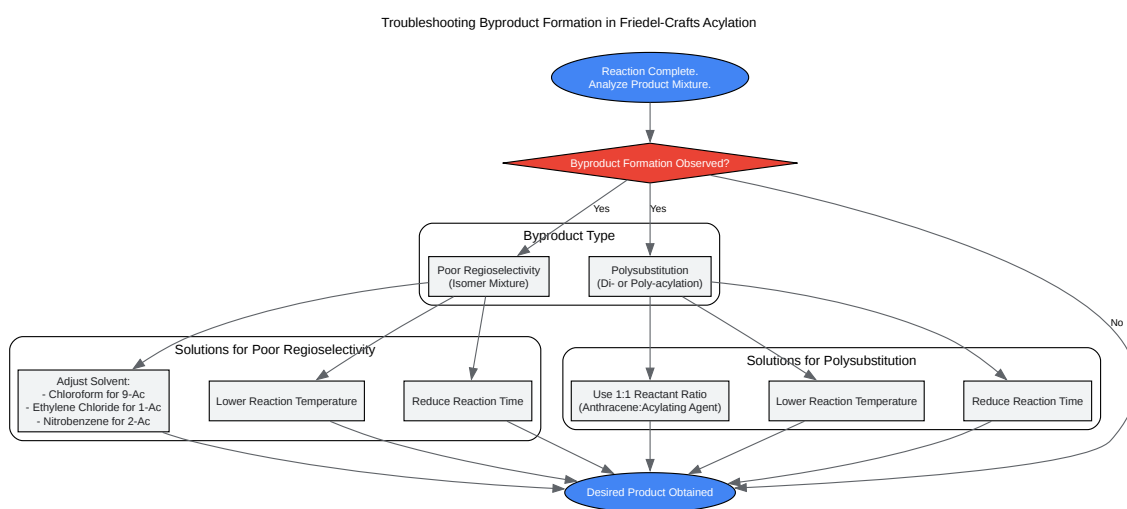 Troubleshooting Byproduct Formation in Friedel-Crafts Acylation
Reaction Complete.
Analyze Product Mixture.
Byproduct Formation Observed?
Yes
Yes
No
Byproduct Type
Poor Regioselectivity
(Isomer Mixture)
Polysubstitution
(Di- or Poly-acylation)
Solutions for Poor Regioselectivity
Adjust Solvent:
- Chloroform for 9-Ac
- Ethylene Chloride for 1-Ac
- Nitrobenzene for 2-Ac
Lower Reaction Temperature
Reduce Reaction Time
Solutions for Polysubstitution
Use 1:1 Reactant Ratio
(Anthracene:Acylating Agent)
Lower Reaction Temperature
Reduce Reaction Time
Desired Product Obtained